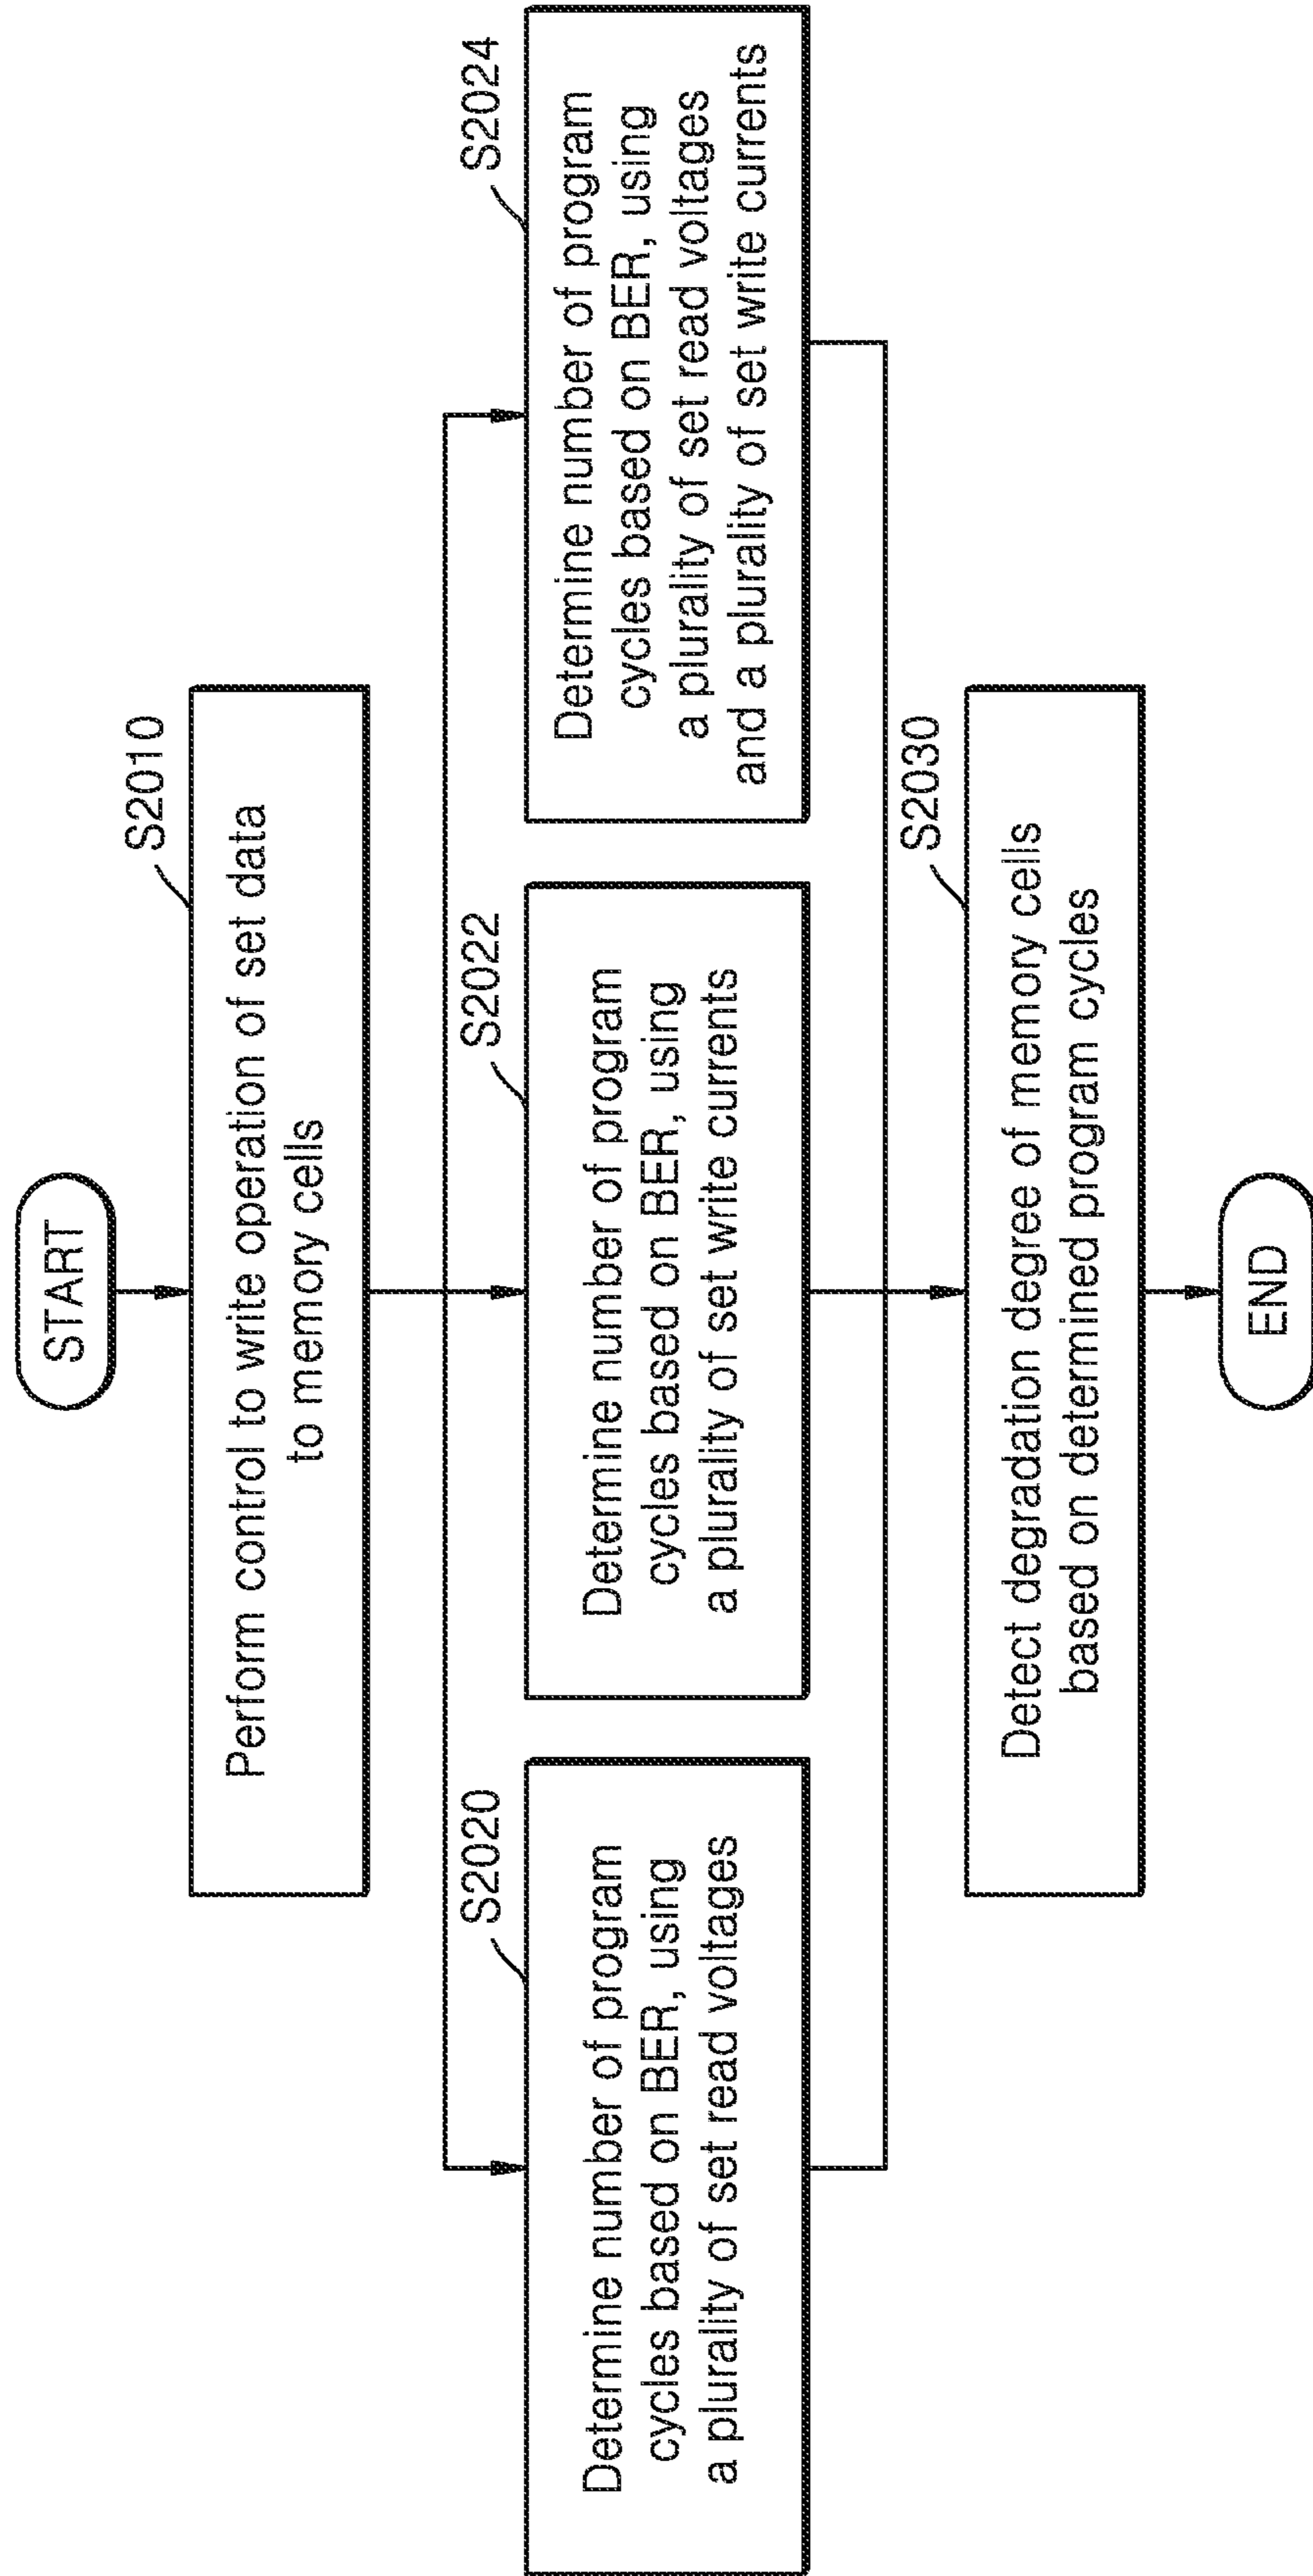 START
S2010
Perform control to write operation of set data
to memory cells
S2020
Determine number of program
cycles based on BER, using
a plurality of set read voltages
S2022
Determine number of program
cycles based on BER, using
a plurality of set write currents
S2024
Determine number of program
cycles based on BER, using
a plurality of set read voltages
and a plurality of set write currents
S2030
Detect degradation degree of memory cells
based on determined program cycles
END